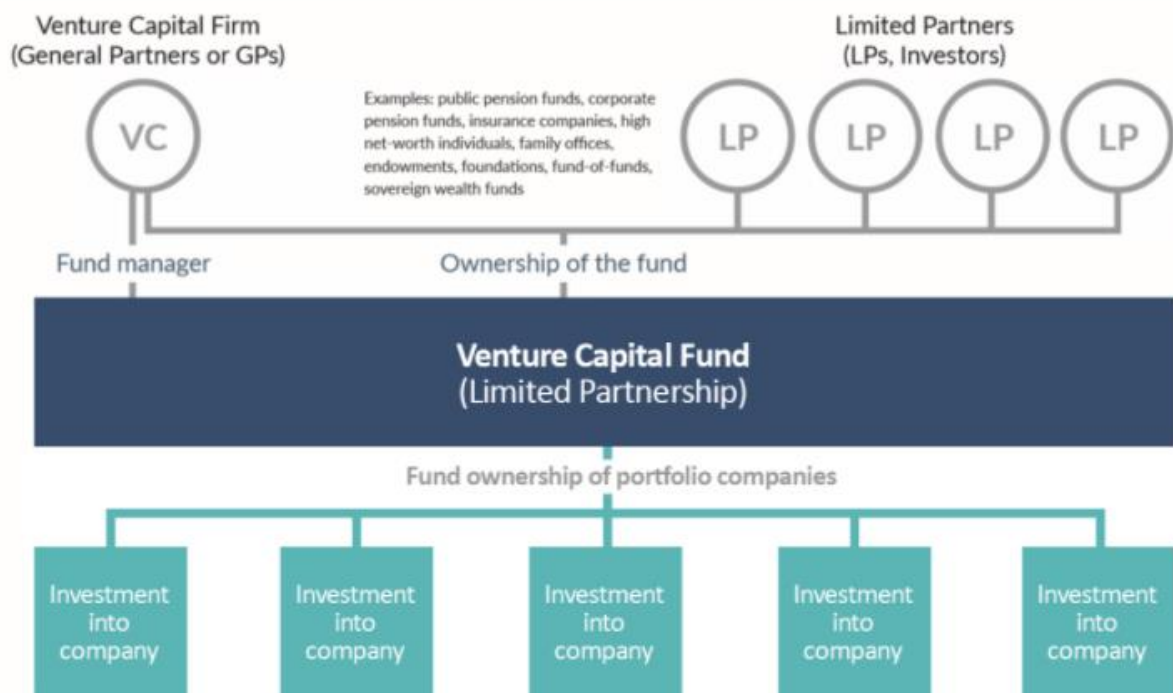 Venture Capital Firm
(General Partners or GPs)
Limited Partners
(LPs, Investors)
VC
Examples: public pension funds, corporate
pension funds, insurance companies, high
net-worth individuals, family offices,
endowments, foundations, fund-of-funds,
sovereign wealth funds
LP
LP
LP
LP
Fund manager
Ownership of the fund
Venture Capital Fund
(Limited Partnership)
Fund ownership of portfolio companies
Investment
into
company
Investment
into
company
Investment
into
company
Investment
into
company
Investment
into
company